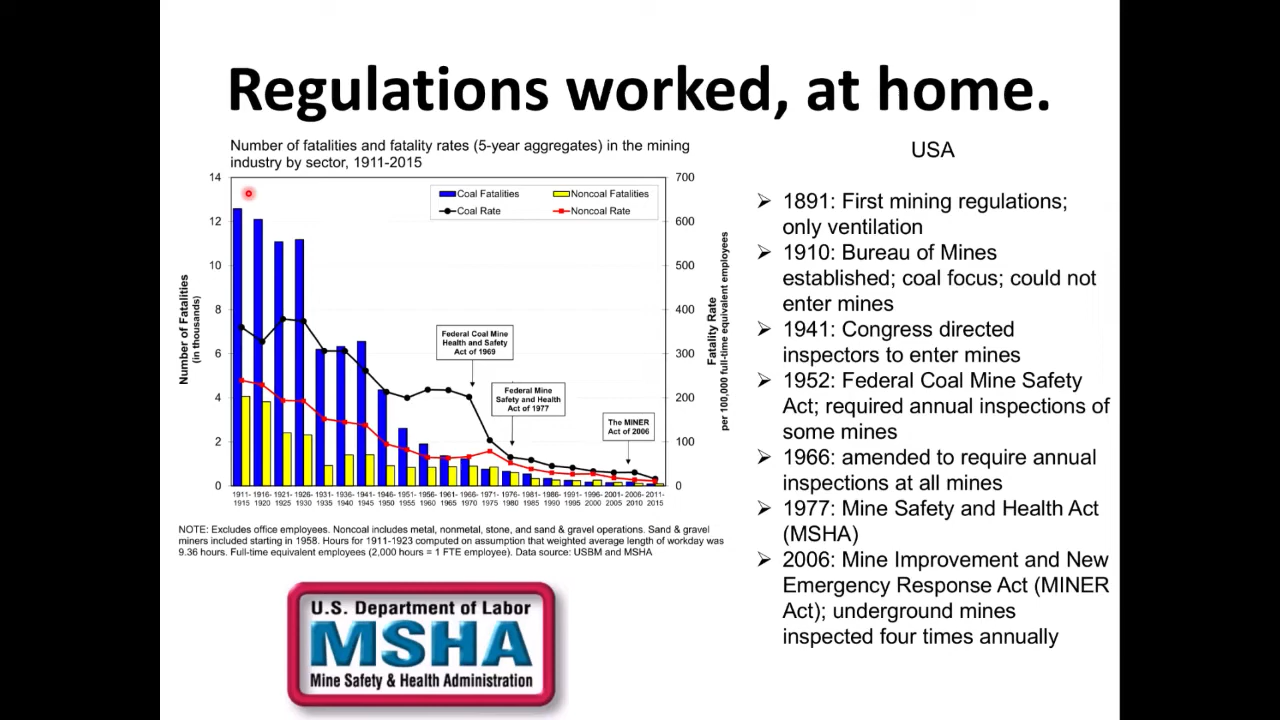 Regulations worked, at home.
Number of fatalities and fatality rates (5-year aggregates) in the mining
industry by sector, 1911-2015
14
12
10
8
6
4
2
0
Number of Fatalities
(in thousands)
Coal Fatalities
Noncoal Fatalities
Coal Rate
Noncoal Rate
Federal Coal Mine
Health and Safety
Act of 1969
Federal Mine
Safety and Health
Act of 1977
The MINER
Act of 2006
700
600
500
400
300
200
100
0
Fatality Rate
per 100,000 full-time equivalent employees
1911- 1916- 1921- 1926- 1931- 1936- 1941- 1946- 1951- 1956- 1961- 1966- 1971- 1976- 1981- 1986- 1991- 1996- 2001- 2006- 2011-
1915 1920 1925 1930 1935 1940 1945 1950 1955 1960 1965 1970 1975 1980 1985 1990 1995 2000 2005 2010 2015
NOTE: Excludes office employees. Noncoal includes metal, nonmetal, stone, and sand & gravel operations. Sand & gravel
miners included starting in 1958. Hours for 1911-1923 computed on assumption that weighted average length of workday was
9.36 hours. Full-time equivalent employees (2,000 hours = 1 FTE employee). Data source: USBM and MSHA
U.S. Department of Labor
MSHA
Mine Safety & Health Administration
USA
➢ 1891: First mining regulations;
only ventilation
➢ 1910: Bureau of Mines
established; coal focus; could not
enter mines
➢ 1941: Congress directed
inspectors to enter mines
➢ 1952: Federal Coal Mine Safety
Act; required annual inspections of
some mines
➢ 1966: amended to require annual
inspections at all mines
➢ 1977: Mine Safety and Health Act
(MSHA)
➢ 2006: Mine Improvement and New
Emergency Response Act (MINER
Act); underground mines
inspected four times annually